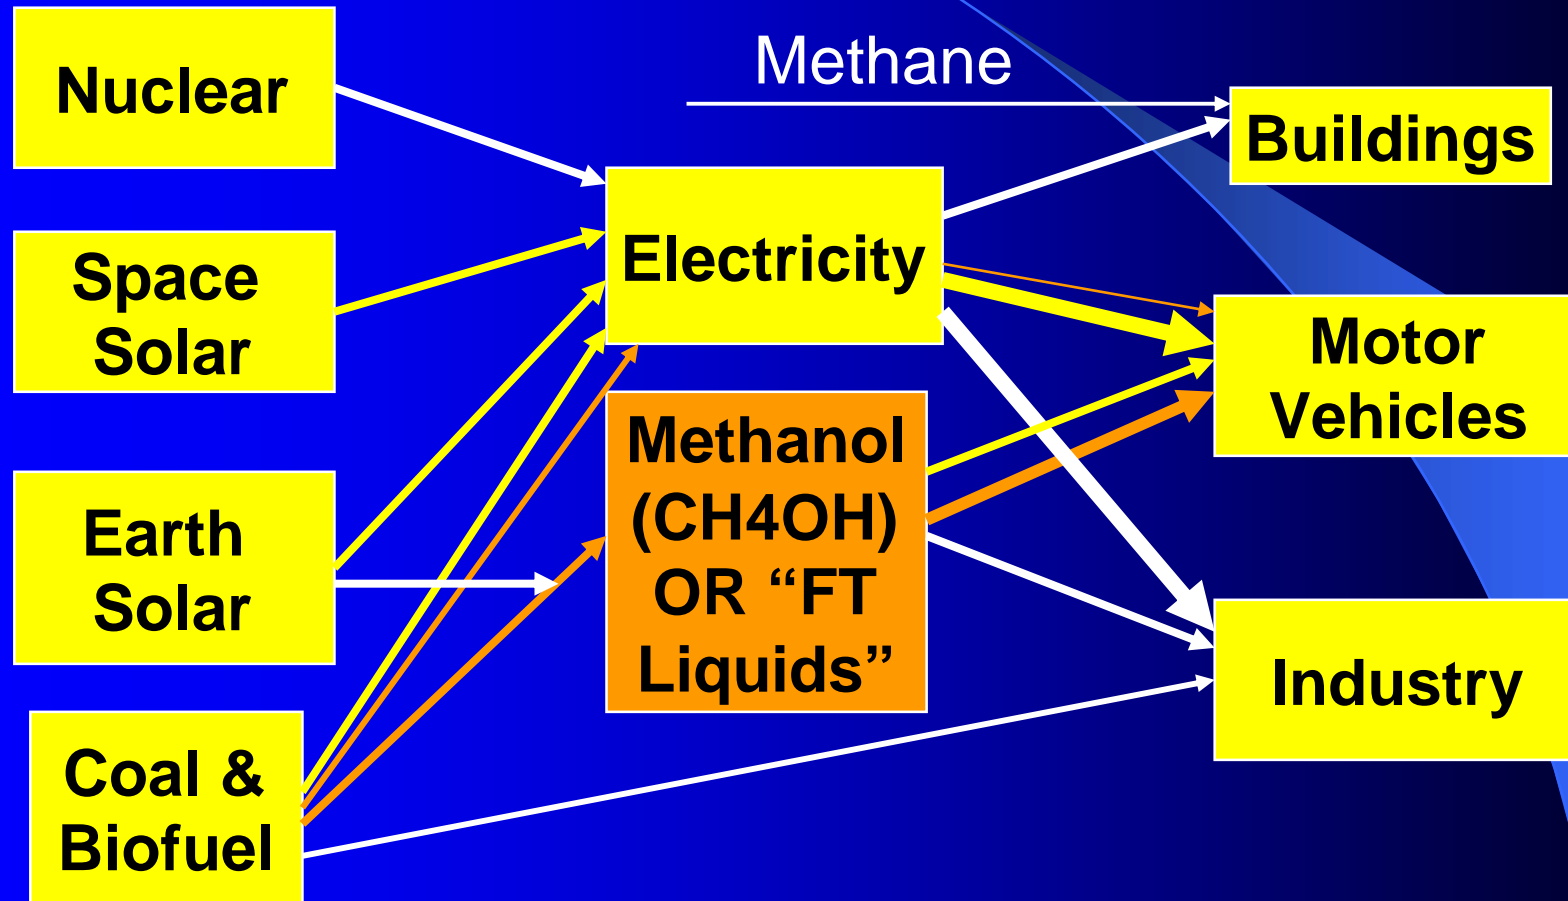 Nuclear
Space
Solar
Earth
Solar
Coal &
Biofuel
Methane
Electricity
Methanol
(CH4OH)
OR “FT
Liquids”
Buildings
Motor
Vehicles
Industry